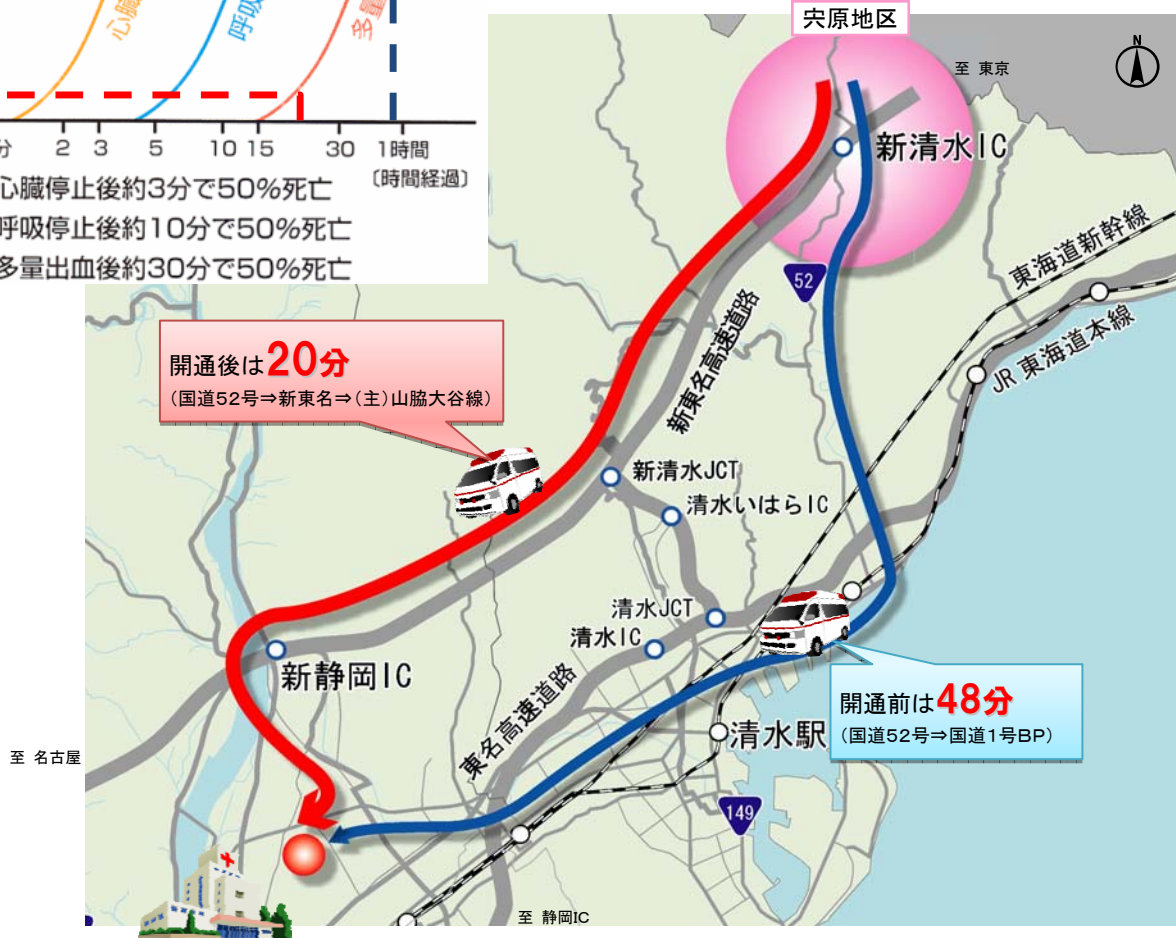 宍原地区
N
至 東京
心臓
呼吸
多量
分 2 3 5 10 15 30 1時間
〔時間経過〕
心臓停止後約3分で50%死亡
呼吸停止後約10分で50%死亡
多量出血後約30分で50%死亡
新清水IC
52
東海道新幹線
JR 東海道本線
新東名高速道路
開通後は20分
(国道52号⇒新東名⇒(主)山脇大谷線)
新清水JCT
清水いはらIC
清水JCT
清水IC
新静岡IC
東名高速道路
開通前は48分
(国道52号⇒国道1号BP)
清水駅
至 名古屋
149
至 静岡IC